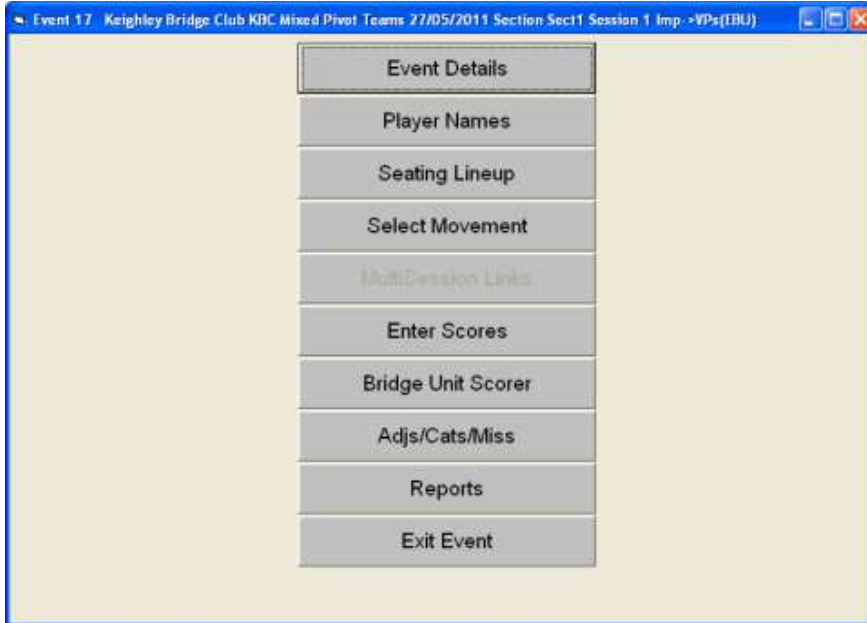 Event 17 Keighley Bridge Club KBC Mixed Pivot Teams 27/05/2011 Section Sect1 Session 1 Imp->VPs(EBU)
Event Details
Player Names
Seating Lineup
Select Movement
MultiSession Links
Enter Scores
Bridge Unit Scorer
Adjs/Cats/Miss
Reports
Exit Event